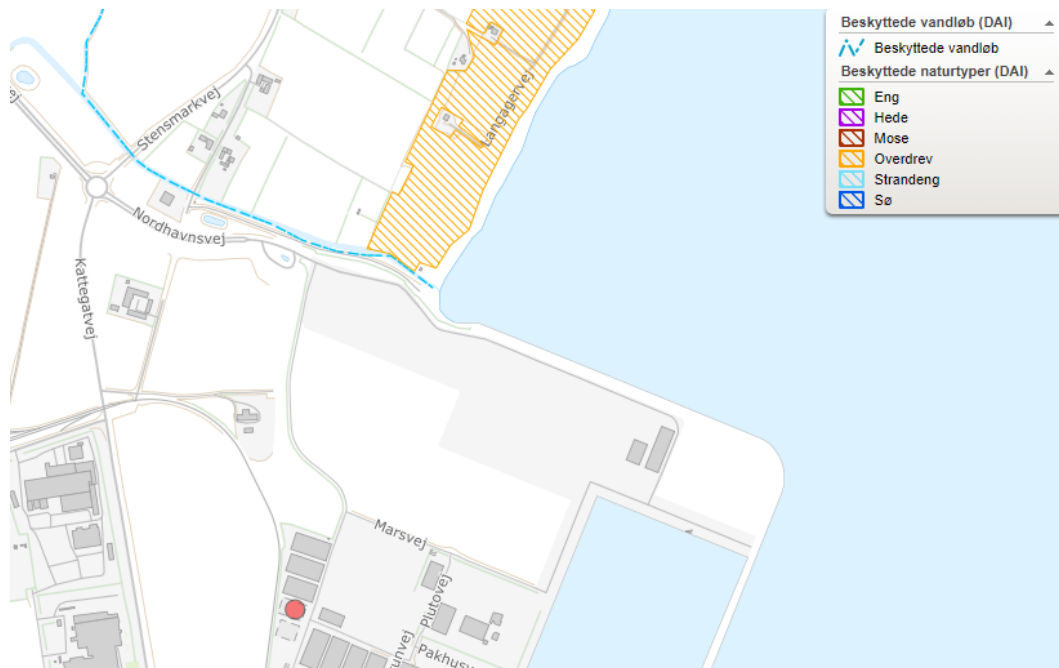 Beskyttede vandløb (DAI)
Beskyttede vandløb
Beskyttede naturtyper (DAI)
Eng
Hede
Mose
Overdrev
Strandeng
Sø
Langagervej
Stensmarkvej
Nordhavnsvej
Kattegatvej
Marsvej
Plutovej